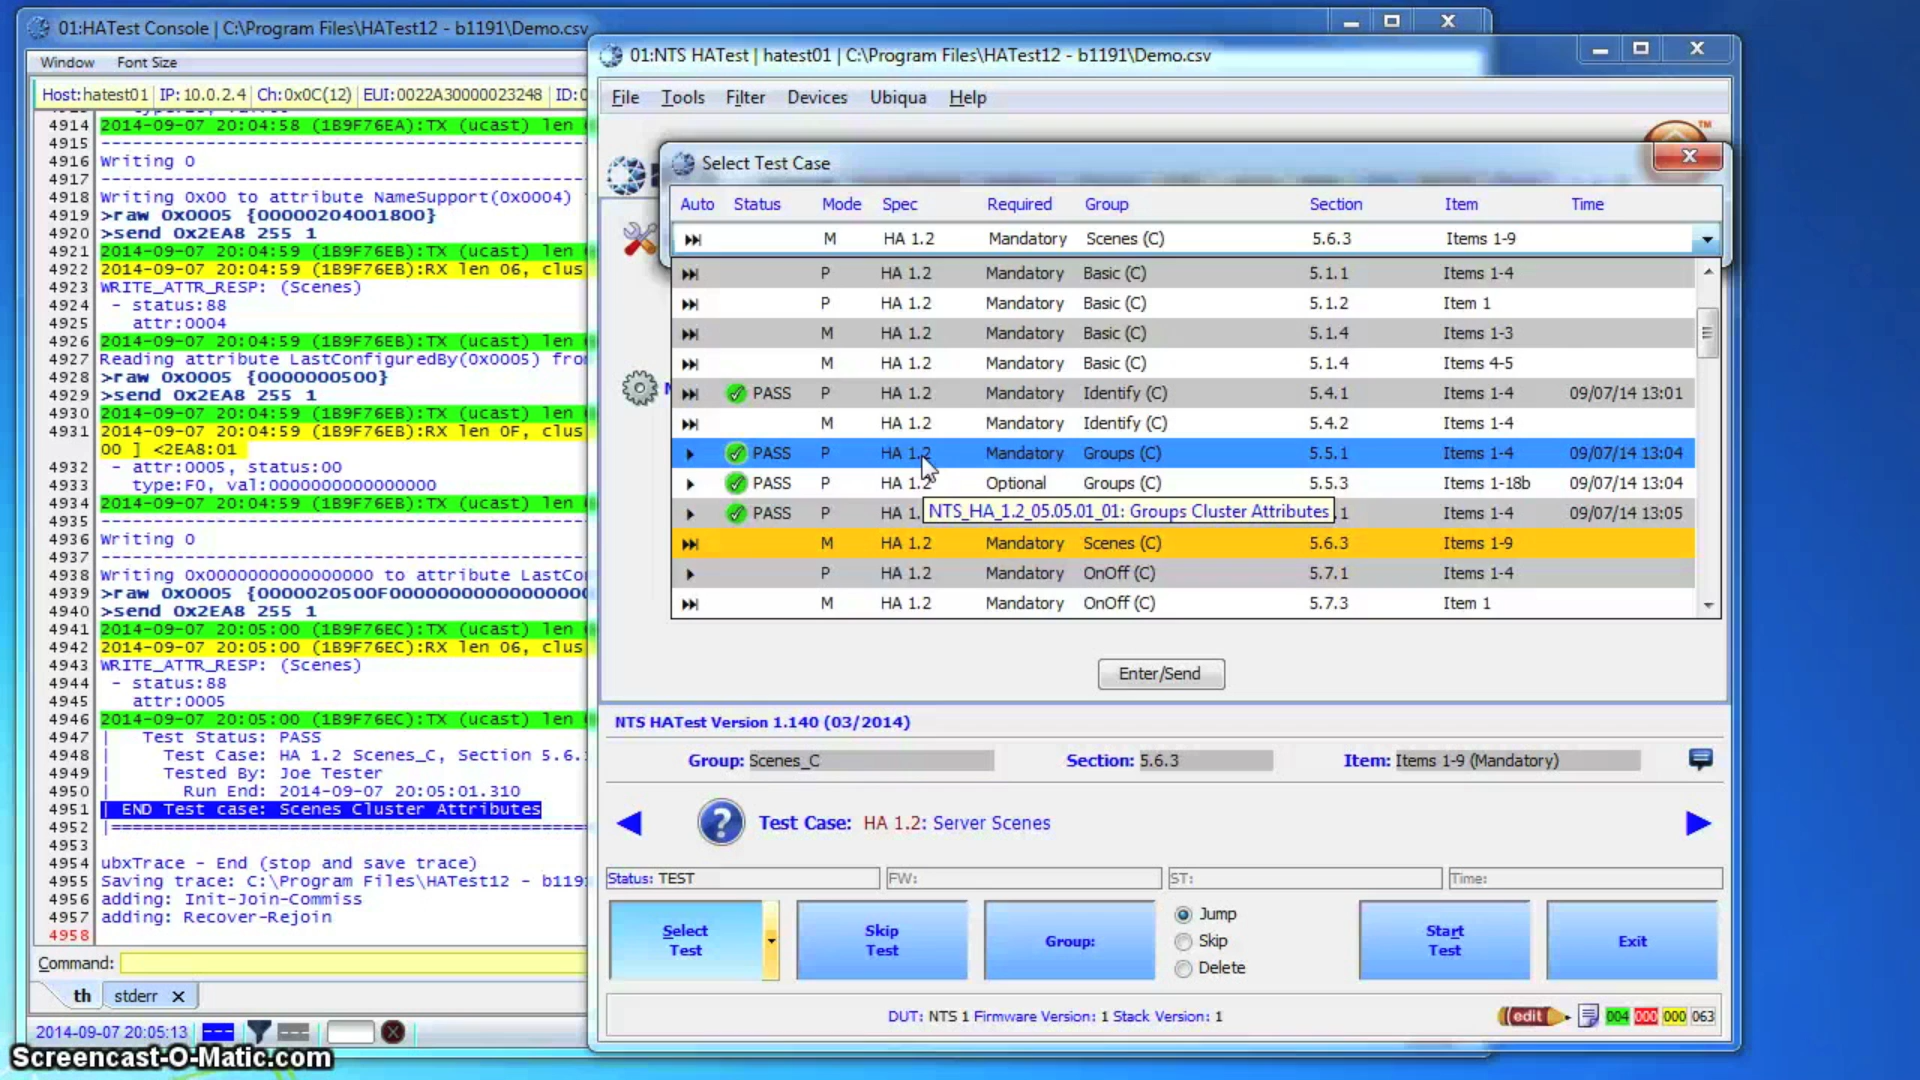 01:HATest Console | C:\Program Files\HATest12 - b1191\Demo.csv
Window Font Size
Host:hatest01 IP:10.0.2.4 Ch:0x0C(12) EUI:0022A30000023248
4914 2014-09-07 20:04:58 (1B9F76EA):TX (ucast) len
4915
4916 Writing 0
4917
4918 Writing 0x00 to attribute NameSupport(0x0004)
4919 >raw 0x0005 {00000204001800}
4920 >send 0x2EA8 255 1
4921 2014-09-07 20:04:59 (1B9F76EB):TX (ucast) len
4922 2014-09-07 20:04:59 (1B9F76EB):RX len 06, clus
4923 WRITE_ATTR_RESP: (Scenes)
4924 - status:88
4925 attr:0004
4926 2014-09-07 20:04:59 (1B9F76EB):TX (ucast) len
4927 Reading attribute LastConfiguredBy(0x0005) fro
4928 >raw 0x0005 {0000000500}
4929 >send 0x2EA8 255 1
4930 2014-09-07 20:04:59 (1B9F76EB):TX (ucast) len
4931 2014-09-07 20:04:59 (1B9F76EB):RX len 0F, clus
00 ] <2EA8:01
4932 - attr:0005, status:00
4933 type:F0, val:0000000000000000
4934 2014-09-07 20:04:59 (1B9F76EB):TX (ucast) len
4935
4936 Writing 0
4937
4938 Writing 0x0000000000000000 to attribute LastCo
4939 >raw 0x0005 {0000020500F0000000000000000
4940 >send 0x2EA8 255 1
4941 2014-09-07 20:05:00 (1B9F76EC):TX (ucast) len
4942 2014-09-07 20:05:00 (1B9F76EC):RX len 06, clus
4943 WRITE_ATTR_RESP: (Scenes)
4944 - status:88
4945 attr:0005
4946 2014-09-07 20:05:00 (1B9F76EC):TX (ucast) len
4947 | Test Status: PASS
4948 | Test Case: HA 1.2 Scenes_C, Section 5.6.
4949 | Tested By: Joe Tester
4950 | Run End: 2014-09-07 20:05:01.310
4951 | END Test case: Scenes Cluster Attributes
4952 |==============================
4953
4954 ubxTrace - End (stop and save trace)
4955 Saving trace: C:\Program Files\HATest12 - b119
4956 adding: Init-Join-Commiss
4957 adding: Recover-Rejoin
4958
Command:
th stderr
2014-09-07 20:05:13
Screencast-O-Matic.com
01:NTS HATest | hatest01 | C:\Program Files\HATest12 - b1191\Demo.csv
File Tools Filter Devices Ubiqua Help
TM
Select Test Case
Auto Status Mode Spec Required Group Section Item Time
M HA 1.2 Mandatory Scenes (C) 5.6.3 Items 1-9
P HA 1.2 Mandatory Basic (C) 5.1.1 Items 1-4
P HA 1.2 Mandatory Basic (C) 5.1.2 Item 1
M HA 1.2 Mandatory Basic (C) 5.1.4 Items 1-3
M HA 1.2 Mandatory Basic (C) 5.1.4 Items 4-5
PASS P HA 1.2 Mandatory Identify (C) 5.4.1 Items 1-4 09/07/14 13:01
M HA 1.2 Mandatory Identify (C) 5.4.2 Items 1-4
PASS P HA 1.2 Mandatory Groups (C) 5.5.1 Items 1-4 09/07/14 13:04
PASS P HA 1.2 Optional Groups (C) 5.5.3 Items 1-18b 09/07/14 13:04
PASS P HA 1. NTS_HA_1.2_05.05.01_01: Groups Cluster Attributes .1 Items 1-4 09/07/14 13:05
M HA 1.2 Mandatory Scenes (C) 5.6.3 Items 1-9
P HA 1.2 Mandatory OnOff (C) 5.7.1 Items 1-4
M HA 1.2 Mandatory OnOff (C) 5.7.3 Item 1
Enter/Send
NTS HATest Version 1.140 (03/2014)
Group: Scenes_C Section: 5.6.3 Item: Items 1-9 (Mandatory)
Test Case: HA 1.2: Server Scenes
Status: TEST FW: ST: Time:
Select Test
Skip Test
Group:
Jump
Skip
Delete
Start Test
Exit
DUT: NTS 1 Firmware Version: 1 Stack Version: 1
edit 004 000 000 063